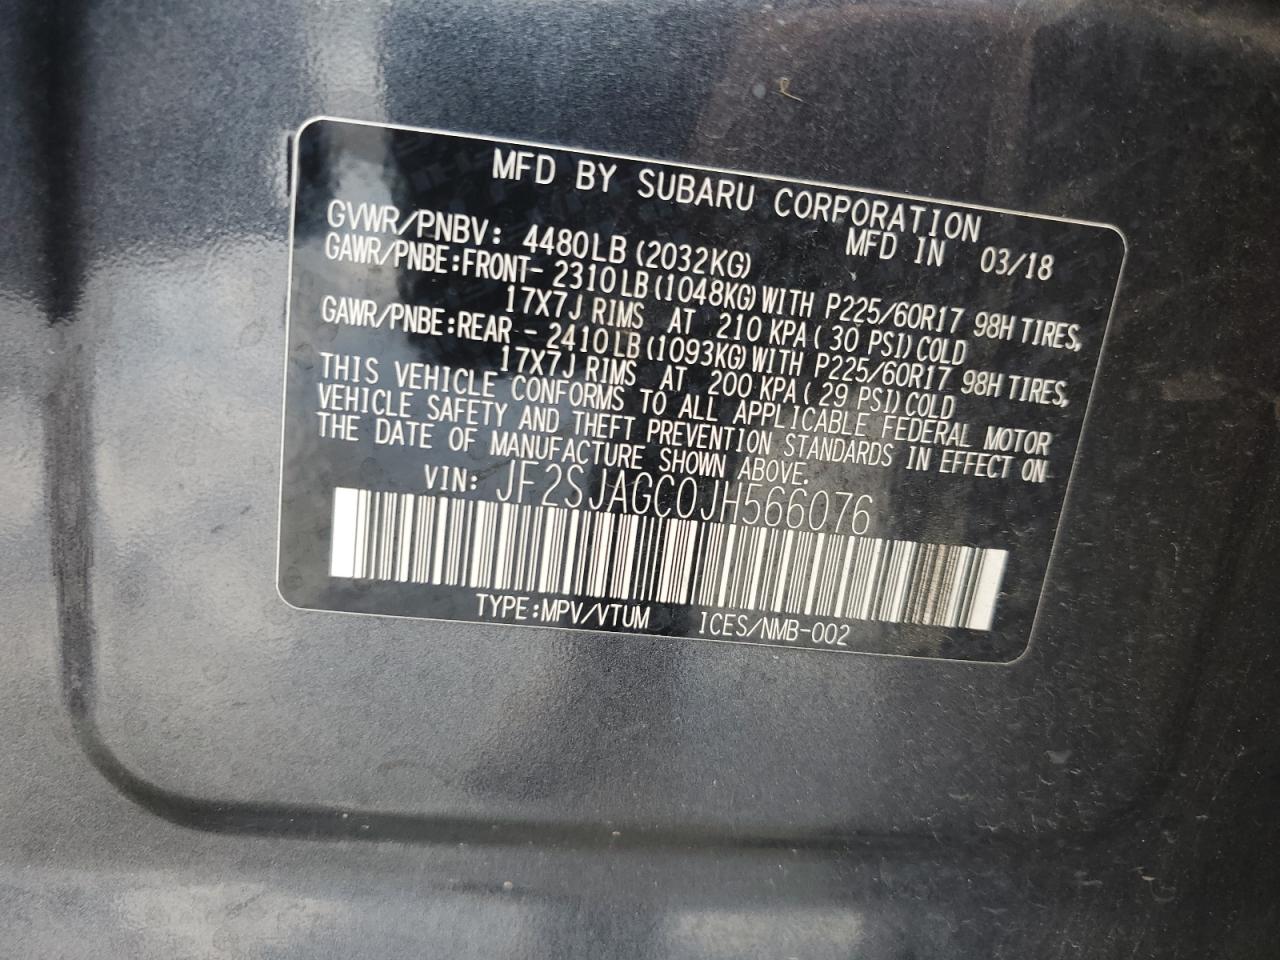 MFD BY SUBARU CORPORATION
MFD IN 03/18
GVWR/PNBV: 4480LB (2032KG)
GAWR/PNBE:FRONT- 2310LB (1048KG) WITH P225/60R17 98H TIRES,
17X7J RIMS AT 210 KPA ( 30 PSI) COLD
GAWR/PNBE:REAR - 2410LB (1093KG) WITH P225/60R17 98H TIRES,
17X7J RIMS AT 200 KPA ( 29 PSI) COLD
THIS VEHICLE CONFORMS TO ALL APPLICABLE FEDERAL MOTOR
VEHICLE SAFETY AND THEFT PREVENTION STANDARDS IN EFFECT ON
THE DATE OF MANUFACTURE SHOWN ABOVE.
VIN: JF2SJAGC0JH566076
TYPE:MPV/VTUM ICES/NMB-002